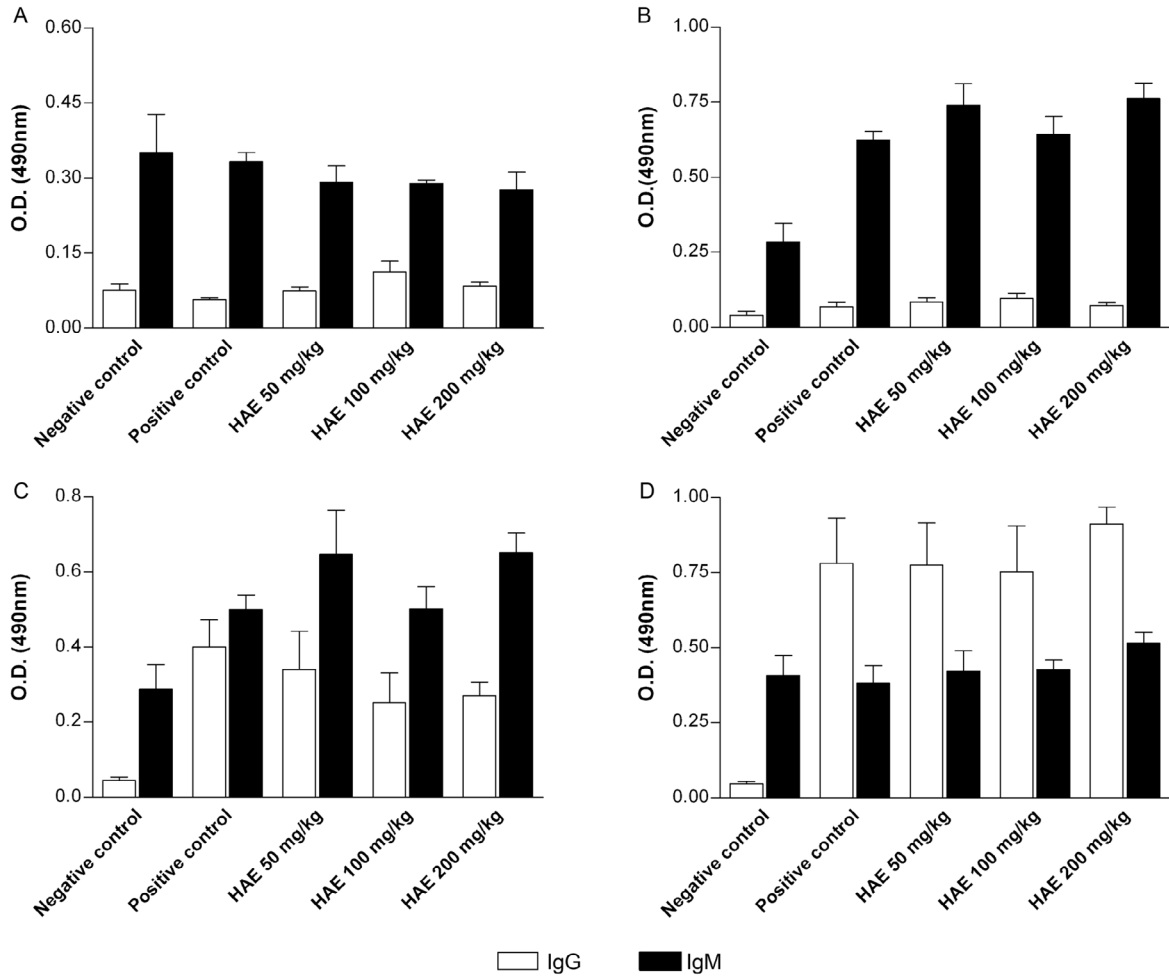 A
O.D. (490nm)
0.60
0.45
0.30
0.15
0.00
Negative control
Positive control
HAE 50 mg/kg
HAE 100 mg/kg
HAE 200 mg/kg
B
O.D.(490nm)
1.00
0.75
0.50
0.25
0.00
Negative control
Positive control
HAE 50 mg/kg
HAE 100 mg/kg
HAE 200 mg/kg
C
O.D. (490nm)
0.8
0.6
0.4
0.2
0.0
Negative control
Positive control
HAE 50 mg/kg
HAE 100 mg/kg
HAE 200 mg/kg
D
O.D.(490nm)
1.00
0.75
0.50
0.25
0.00
Negative control
Positive control
HAE 50 mg/kg
HAE 100 mg/kg
HAE 200 mg/kg
IgG
IgM